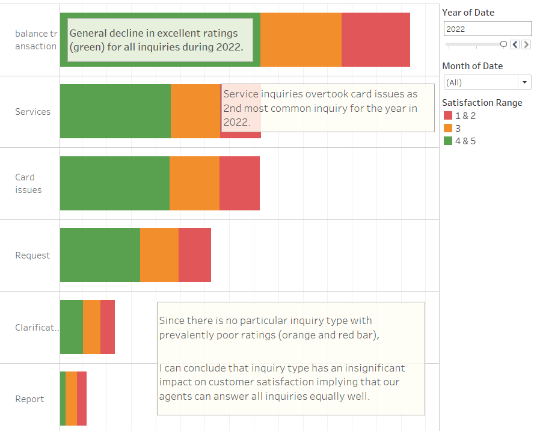 balance tr
ansaction
General decline in excellent ratings
(green) for all inquiries during 2022.
Services
Service inquiries overtook card issues as
2nd most common inquiry for the year in
2022.
Card
issues
Request
Clarificat..
Since there is no particular inquiry type with
prevalently poor ratings (orange and red bar),
I can conclude that inquiry type has an insignificant
impact on customer satisfaction implying that our
agents can answer all inquiries equally well.
Report
Year of Date
2022
Month of Date
(All)
Satisfaction Range
1 & 2
3
4 & 5